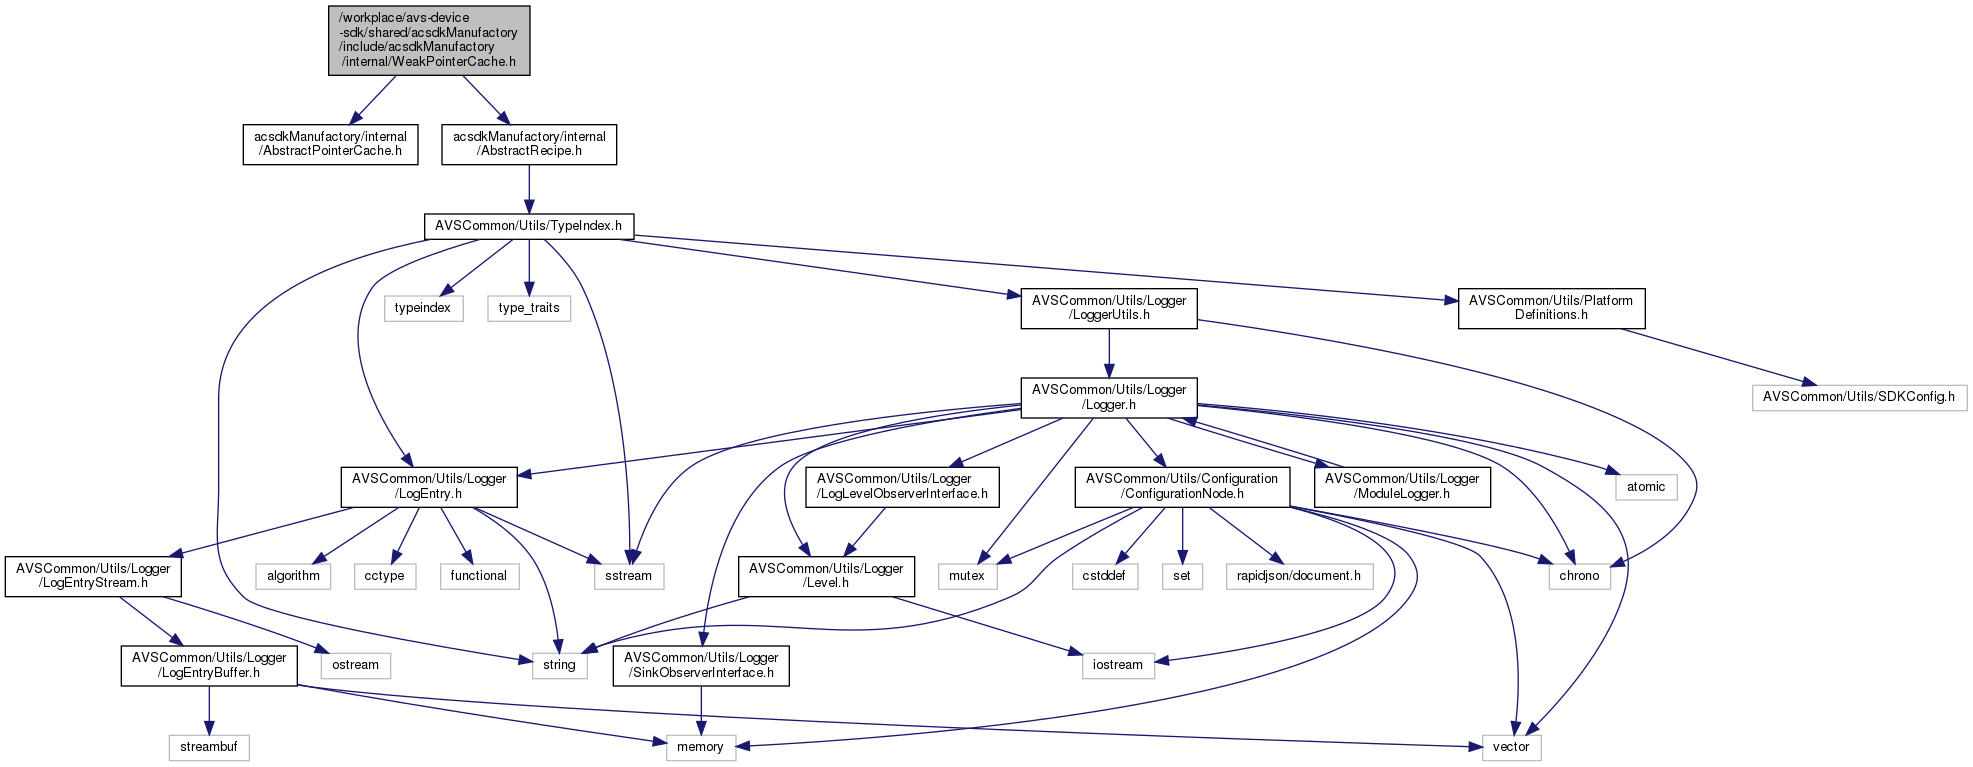 /workplace/avs-device
-sdk/shared/acsdkManufactory
/include/acsdkManufactory
/internal/WeakPointerCache.h
acsdkManufactory/internal
/AbstractPointerCache.h
acsdkManufactory/internal
/AbstractRecipe.h
AVSCommon/Utils/TypeIndex.h
typeindex
type_traits
AVSCommon/Utils/Logger
/LoggerUtils.h
AVSCommon/Utils/Platform
Definitions.h
AVSCommon/Utils/Logger
/Logger.h
AVSCommon/Utils/SDKConfig.h
AVSCommon/Utils/Logger
/LogEntry.h
AVSCommon/Utils/Logger
/LogLevelObserverInterface.h
AVSCommon/Utils/Configuration
/ConfigurationNode.h
AVSCommon/Utils/Logger
/ModuleLogger.h
atomic
AVSCommon/Utils/Logger
/LogEntryStream.h
algorithm
cctype
functional
sstream
AVSCommon/Utils/Logger
/Level.h
mutex
cstddef
set
rapidjson/document.h
chrono
AVSCommon/Utils/Logger
/LogEntryBuffer.h
ostream
string
AVSCommon/Utils/Logger
/SinkObserverInterface.h
iostream
streambuf
memory
vector